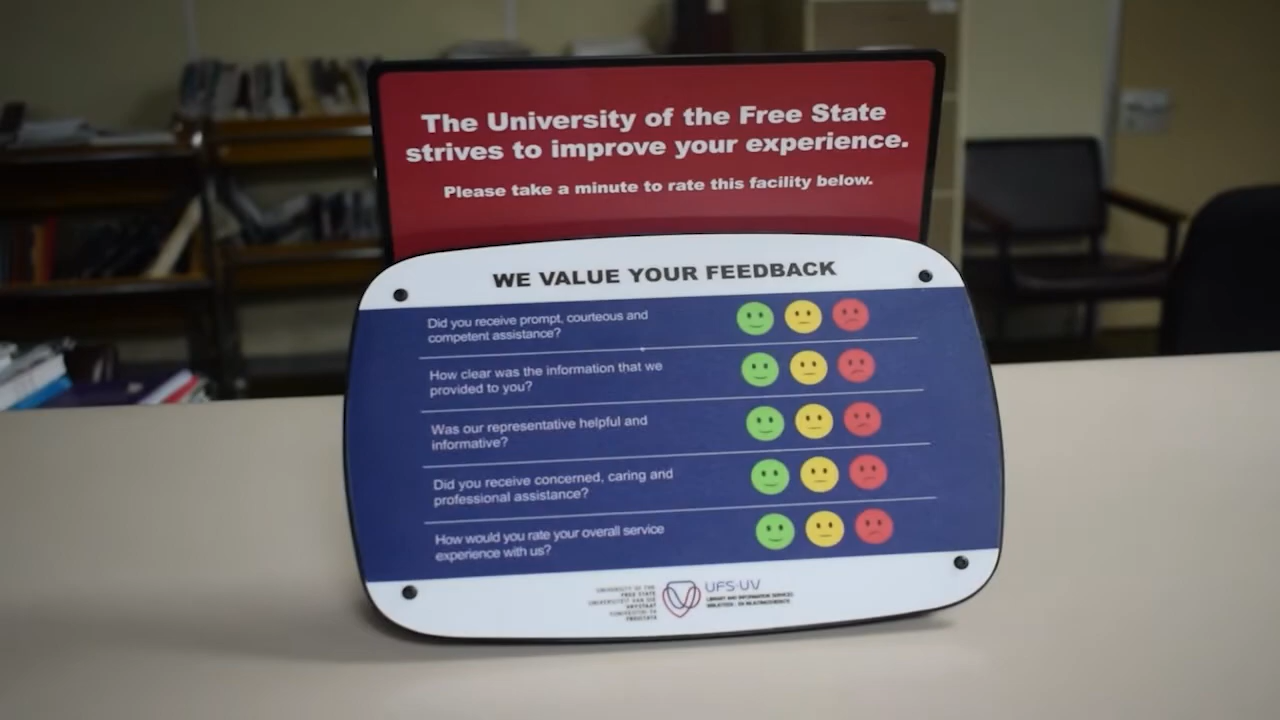 The University of the Free State
strives to improve your experience.
Please take a minute to rate this facility below.
WE VALUE YOUR FEEDBACK
Did you receive prompt, courteous and
competent assistance?
How clear was the information that we
provided to you?
Was our representative helpful and
informative?
Did you receive concerned, caring and
professional assistance?
How would you rate your overall service
experience with us?
UNIVERSITY OF THE
FREE STATE
UNIVERSITEIT VAN DIE
VRYSTAAT
YUNIVESITHI YA
FREISTATA
UFS·UV
LIBRARY AND INFORMATION SERVICES
BIBLIOTEEK- EN INLIGTINGSDIENSTE